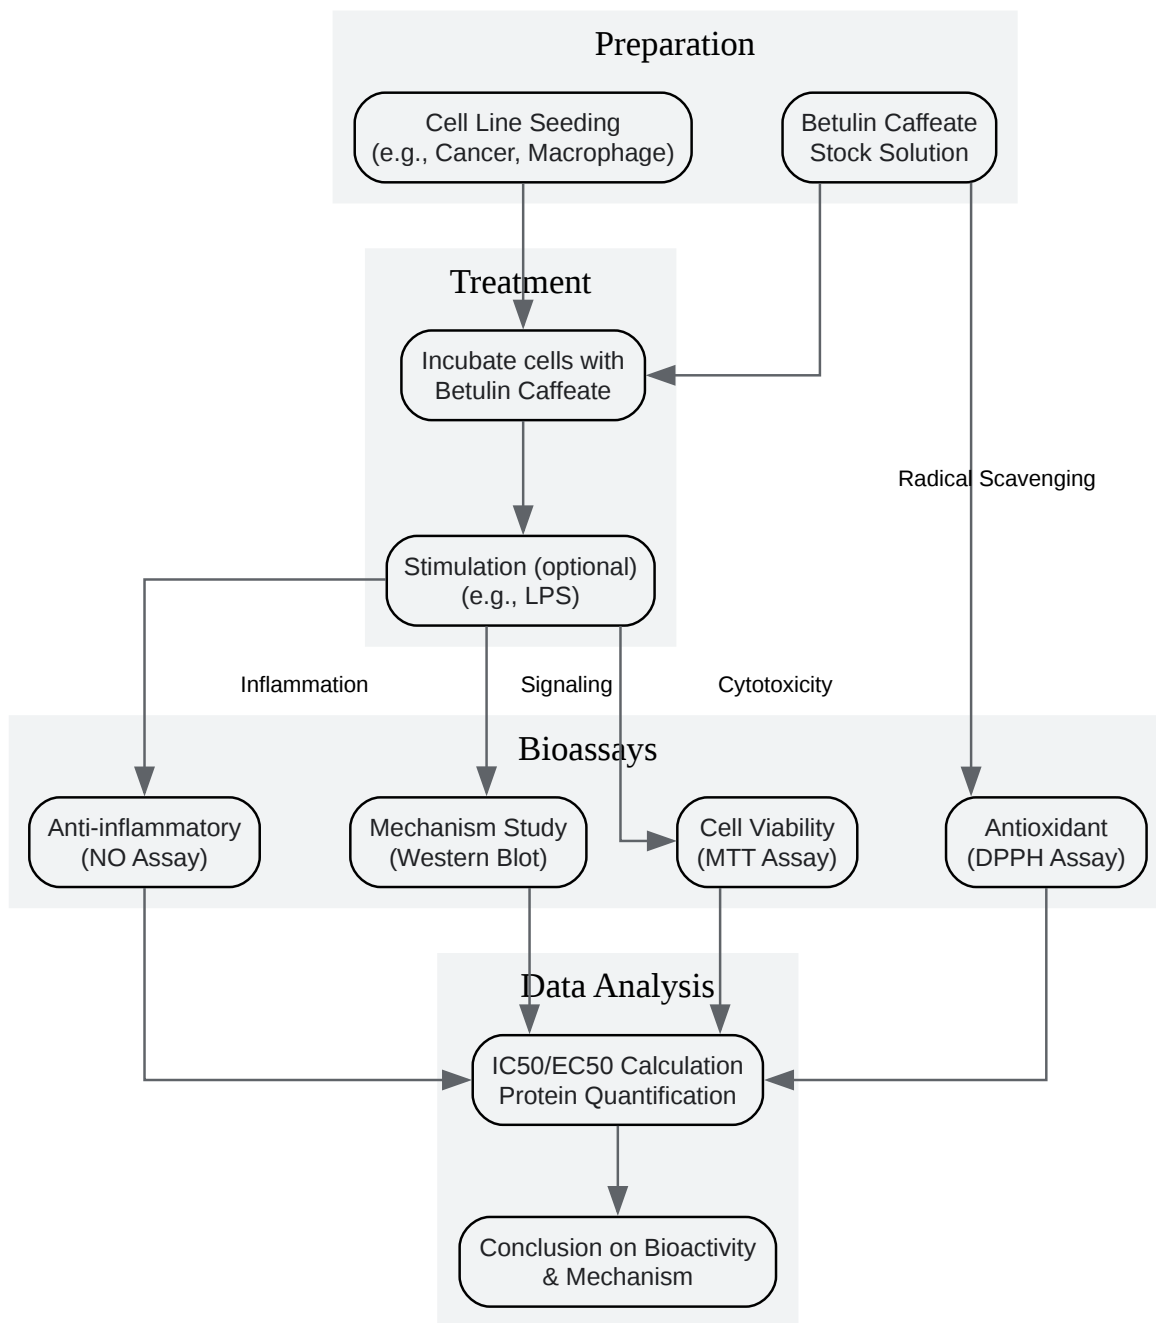 Preparation
Cell Line Seeding
(e.g., Cancer, Macrophage)
Betulin Caffeate
Stock Solution
Treatment
Incubate cells with
Betulin Caffeate
Radical Scavenging
Stimulation (optional)
(e.g., LPS)
Inflammation
Signaling
Cytotoxicity
Bioassays
Anti-inflammatory
(NO Assay)
Mechanism Study
(Western Blot)
Cell Viability
(MTT Assay)
Antioxidant
(DPPH Assay)
Data Analysis
IC50/EC50 Calculation
Protein Quantification
Conclusion on Bioactivity
& Mechanism